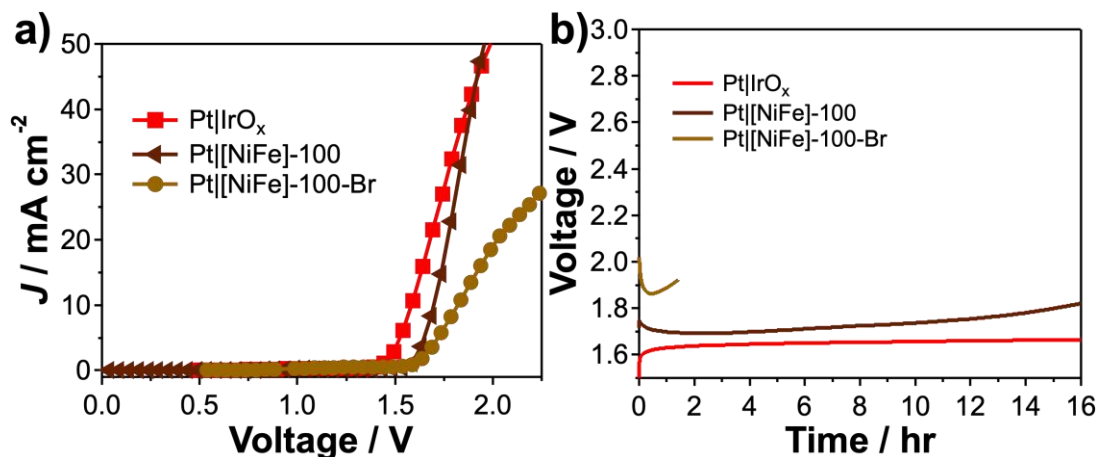 a)
50
40
30
20
10
0
J / mA cm-2
Pt|IrOx
Pt|[NiFe]-100
Pt|[NiFe]-100-Br
0.0 0.5 1.0 1.5 2.0
Voltage / V
b)
3.0
2.8
2.6
2.4
2.2
2.0
1.8
1.6
Voltage / V
Pt|IrOx
Pt|[NiFe]-100
Pt|[NiFe]-100-Br
0 2 4 6 8 10 12 14 16
Time / hr